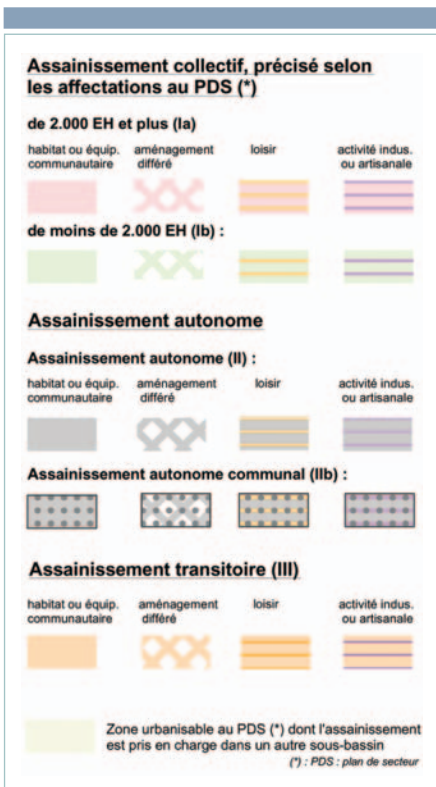 Assainissement collectif, précisé selon
les affectations au PDS (*)
de 2.000 EH et plus (Ia)
habitat ou équip. communautaire aménagement différé loisir activité indus. ou artisanale
de moins de 2.000 EH (Ib) :
Assainissement autonome
Assainissement autonome (II) :
habitat ou équip. communautaire aménagement différé loisir activité indus. ou artisanale
Assainissement autonome communal (IIb) :
Assainissement transitoire (III)
habitat ou équip. communautaire aménagement différé loisir activité indus. ou artisanale
Zone urbanisable au PDS (*) dont l'assainissement
est pris en charge dans un autre sous-bassin
(*) : PDS : plan de secteur